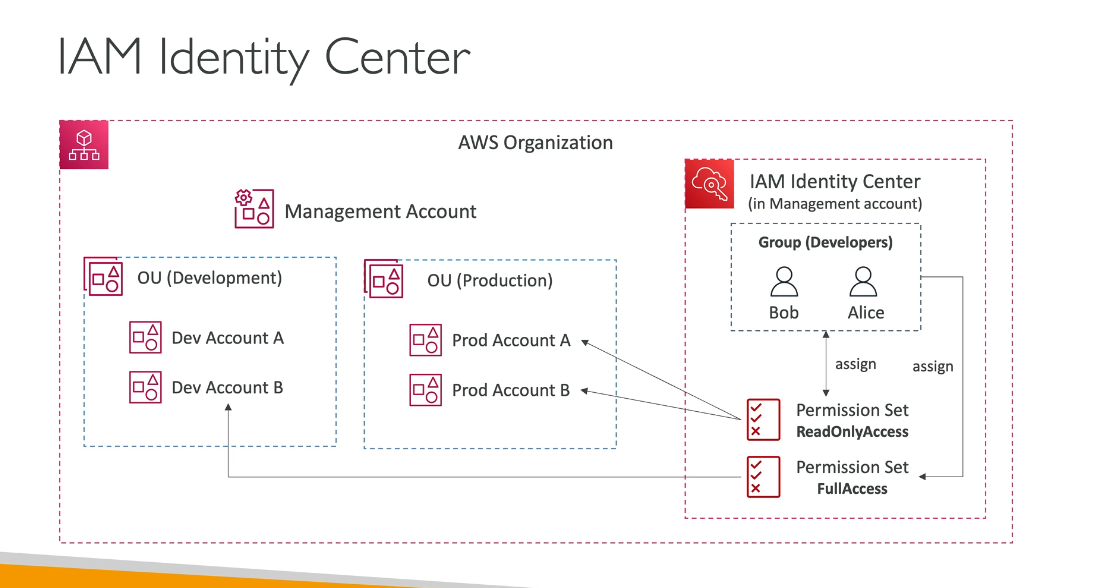 IAM Identity Center
AWS Organization
Management Account
OU (Development)
Dev Account A
Dev Account B
OU (Production)
Prod Account A
Prod Account B
IAM Identity Center
(in Management account)
Group (Developers)
Bob
Alice
assign
assign
Permission Set
ReadOnlyAccess
Permission Set
FullAccess